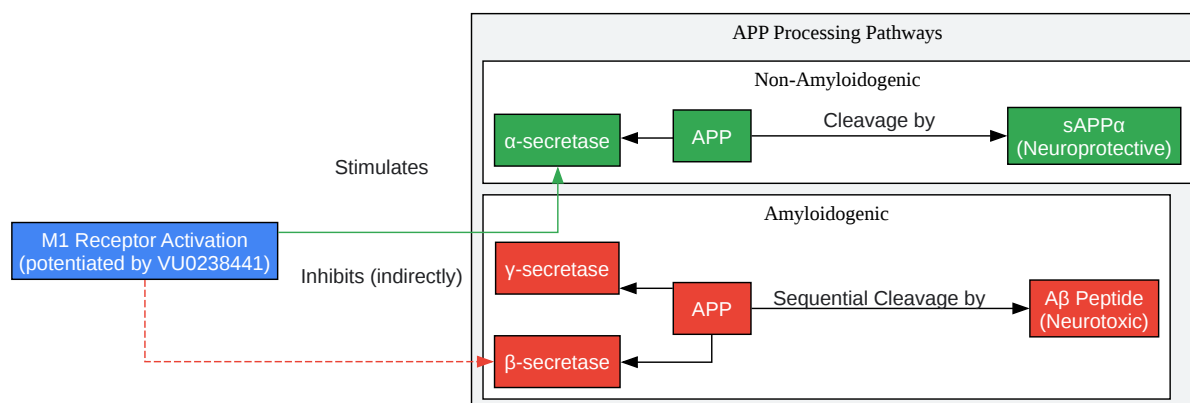 APP Processing Pathways
Non-Amyloidogenic
α-secretase
APP
Cleavage by
sAPPα
(Neuroprotective)
Stimulates
M1 Receptor Activation
(potentiated by VU0238441)
Inhibits (indirectly)
Amyloidogenic
γ-secretase
APP
Sequential Cleavage by
Aβ Peptide
(Neurotoxic)
β-secretase